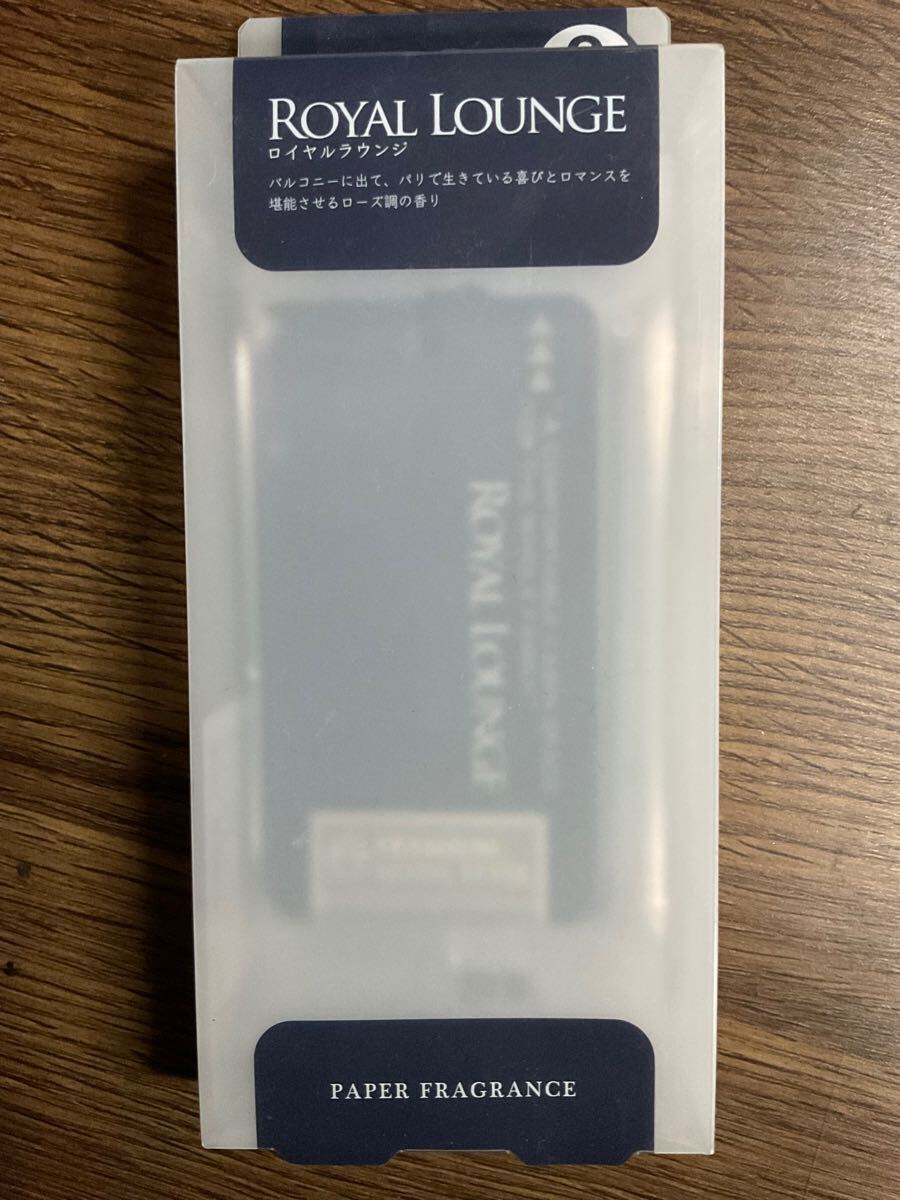 ROYAL LOUNGE
ロイヤルラウンジ
バルコニーに出て、パリで生きている喜びとロマンスを
堪能させるローズ調の香り
ROYAL LOUNGE
PAPER FRAGRANCE